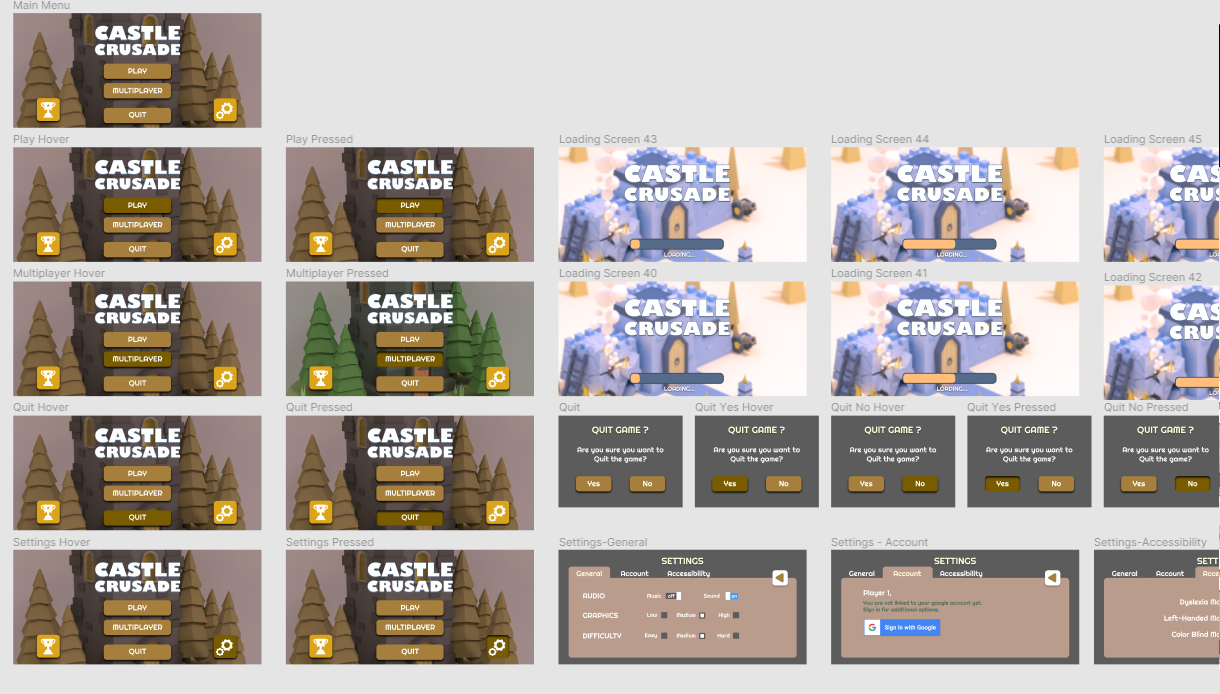 Main Menu
CASTLE
CRUSADE
PLAY
MULTIPLAYER
QUIT
Play Hover
Play Pressed
Loading Screen 43
Loading Screen 44
Loading Screen 45
CASTLE
CRUSADE
PLAY
MULTIPLAYER
QUIT
CASTLE
CRUSADE
PLAY
MULTIPLAYER
QUIT
CASTLE
CRUSADE
LOADING...
CASTLE
CRUSADE
LOADING...
CAS
CRUS
LO
Multiplayer Hover
Multiplayer Pressed
Loading Screen 40
Loading Screen 41
Loading Screen 42
CASTLE
CRUSADE
PLAY
MULTIPLAYER
QUIT
CASTLE
CRUSADE
PLAY
MULTIPLAYER
QUIT
CASTLE
CRUSADE
LOADING...
CASTLE
CRUSADE
LOADING...
CAS
CRUS
LO
Quit Hover
Quit Pressed
Quit
Quit Yes Hover
Quit No Hover
Quit Yes Pressed
Quit No Pressed
CASTLE
CRUSADE
PLAY
MULTIPLAYER
QUIT
CASTLE
CRUSADE
PLAY
MULTIPLAYER
QUIT
QUIT GAME ?
Are you sure you want to
Quit the game?
Yes No
QUIT GAME ?
Are you sure you want to
Quit the game?
Yes No
QUIT GAME ?
Are you sure you want to
Quit the game?
Yes No
QUIT GAME ?
Are you sure you want to
Quit the game?
Yes No
QUIT GAME ?
Are you sure you want to
Quit the game?
Yes No
Settings Hover
Settings Pressed
Settings-General
Settings - Account
Settings-Accessibility
CASTLE
CRUSADE
PLAY
MULTIPLAYER
QUIT
CASTLE
CRUSADE
PLAY
MULTIPLAYER
QUIT
SETTINGS
General Account Accessibility
AUDIO Music off Sound on
GRAPHICS Low Medium High
DIFFICULTY Easy Medium Hard
SETTINGS
General Account Accessibility
Player 1,
You are not linked to your google account yet.
Sign in for additional options.
G Sign in with Google
SETT
General Account Acce
Dyslexia Mo
Left-Handed Mo
Color Blind Mo